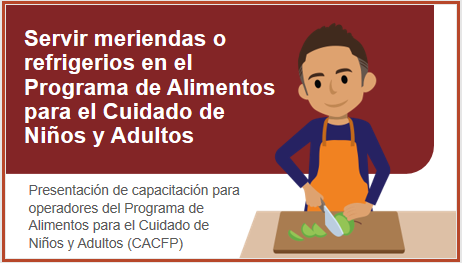 Servir meriendas o
refrigerios en el
Programa de Alimentos
para el Cuidado de
Niños y Adultos
Presentación de capacitación para
operadores del Programa de
Alimentos para el Cuidado de
Niños y Adultos (CACFP)